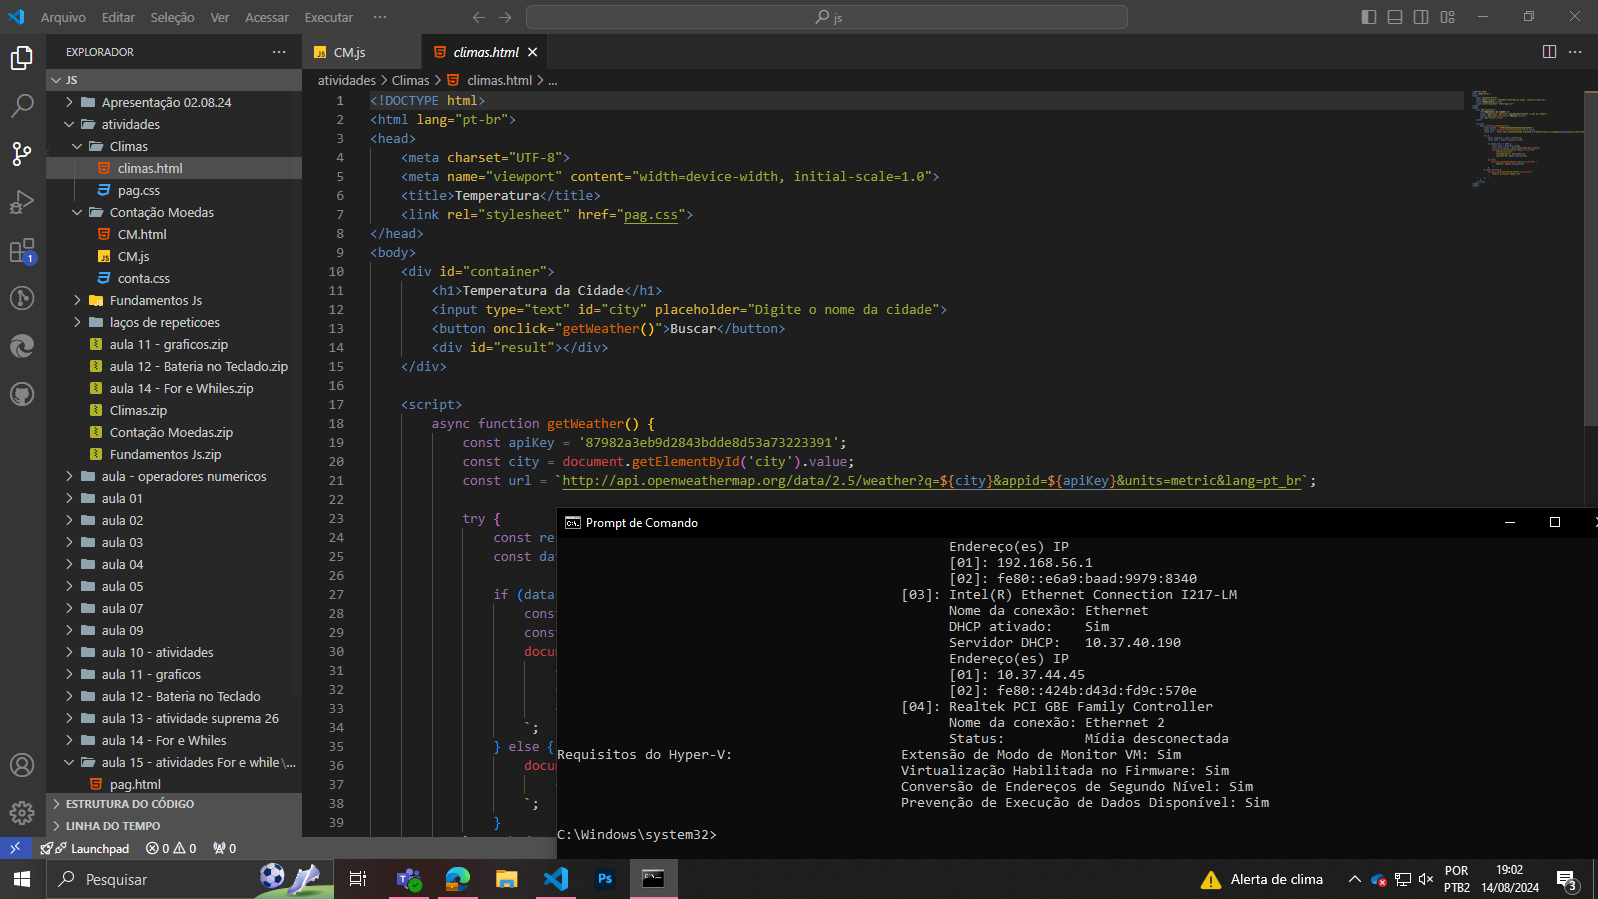 Arquivo Editar Seleção Ver Acessar Executar ···
js
EXPLORADOR ···
JS
Apresentação 02.08.24
atividades
Climas
climas.html
pag.css
Contação Moedas
CM.html
CM.js
conta.css
Fundamentos Js
laços de repeticoes
aula 11 - graficos.zip
aula 12 - Bateria no Teclado.zip
aula 14 - For e Whiles.zip
Climas.zip
Contação Moedas.zip
Fundamentos Js.zip
aula - operadores numericos
aula 01
aula 02
aula 03
aula 04
aula 05
aula 07
aula 09
aula 10 - atividades
aula 11 - graficos
aula 12 - Bateria no Teclado
aula 13 - atividade suprema 26
aula 14 - For e Whiles
aula 15 - atividades For e while\...
pag.html
ESTRUTURA DO CÓDIGO
LINHA DO TEMPO
1
CM.js
climas.html
atividades > Climas > climas.html > ...
1 <!DOCTYPE html>
2 <html lang="pt-br">
3 <head>
4 <meta charset="UTF-8">
5 <meta name="viewport" content="width=device-width, initial-scale=1.0">
6 <title>Temperatura</title>
7 <link rel="stylesheet" href="pag.css">
8 </head>
9 <body>
10 <div id="container">
11 <h1>Temperatura da Cidade</h1>
12 <input type="text" id="city" placeholder="Digite o nome da cidade">
13 <button onclick="getWeather()">Buscar</button>
14 <div id="result"></div>
15 </div>
16
17 <script>
18 async function getWeather() {
19 const apiKey = '87982a3eb9d2843bdde8d53a73223391';
20 const city = document.getElementById('city').value;
21 const url = `http://api.openweathermap.org/data/2.5/weather?q=${city}&appid=${apiKey}&units=metric&lang=pt_br`;
22
23 try {
24 const re
25 const da
26
27 if (data
28 const
29 const
30 docu
31
32
33
34 `;
35 } else {
36 docu
37
38 `;
39 }
Prompt de Comando
Endereço(es) IP
[01]: 192.168.56.1
[02]: fe80::e6a9:baad:9979:8340
[03]: Intel(R) Ethernet Connection I217-LM
Nome da conexão: Ethernet
DHCP ativado: Sim
Servidor DHCP: 10.37.40.190
Endereço(es) IP
[01]: 10.37.44.45
[02]: fe80::424b:d43d:fd9c:570e
[04]: Realtek PCI GBE Family Controller
Nome da conexão: Ethernet 2
Status: Mídia desconectada
Requisitos do Hyper-V: Extensão de Modo de Monitor VM: Sim
Virtualização Habilitada no Firmware: Sim
Conversão de Endereços de Segundo Nível: Sim
Prevenção de Execução de Dados Disponível: Sim
C:\Windows\system32>
Launchpad 0 0 0
Pesquisar
Ps
Alerta de clima
POR
PTB2
19:02
14/08/2024
3